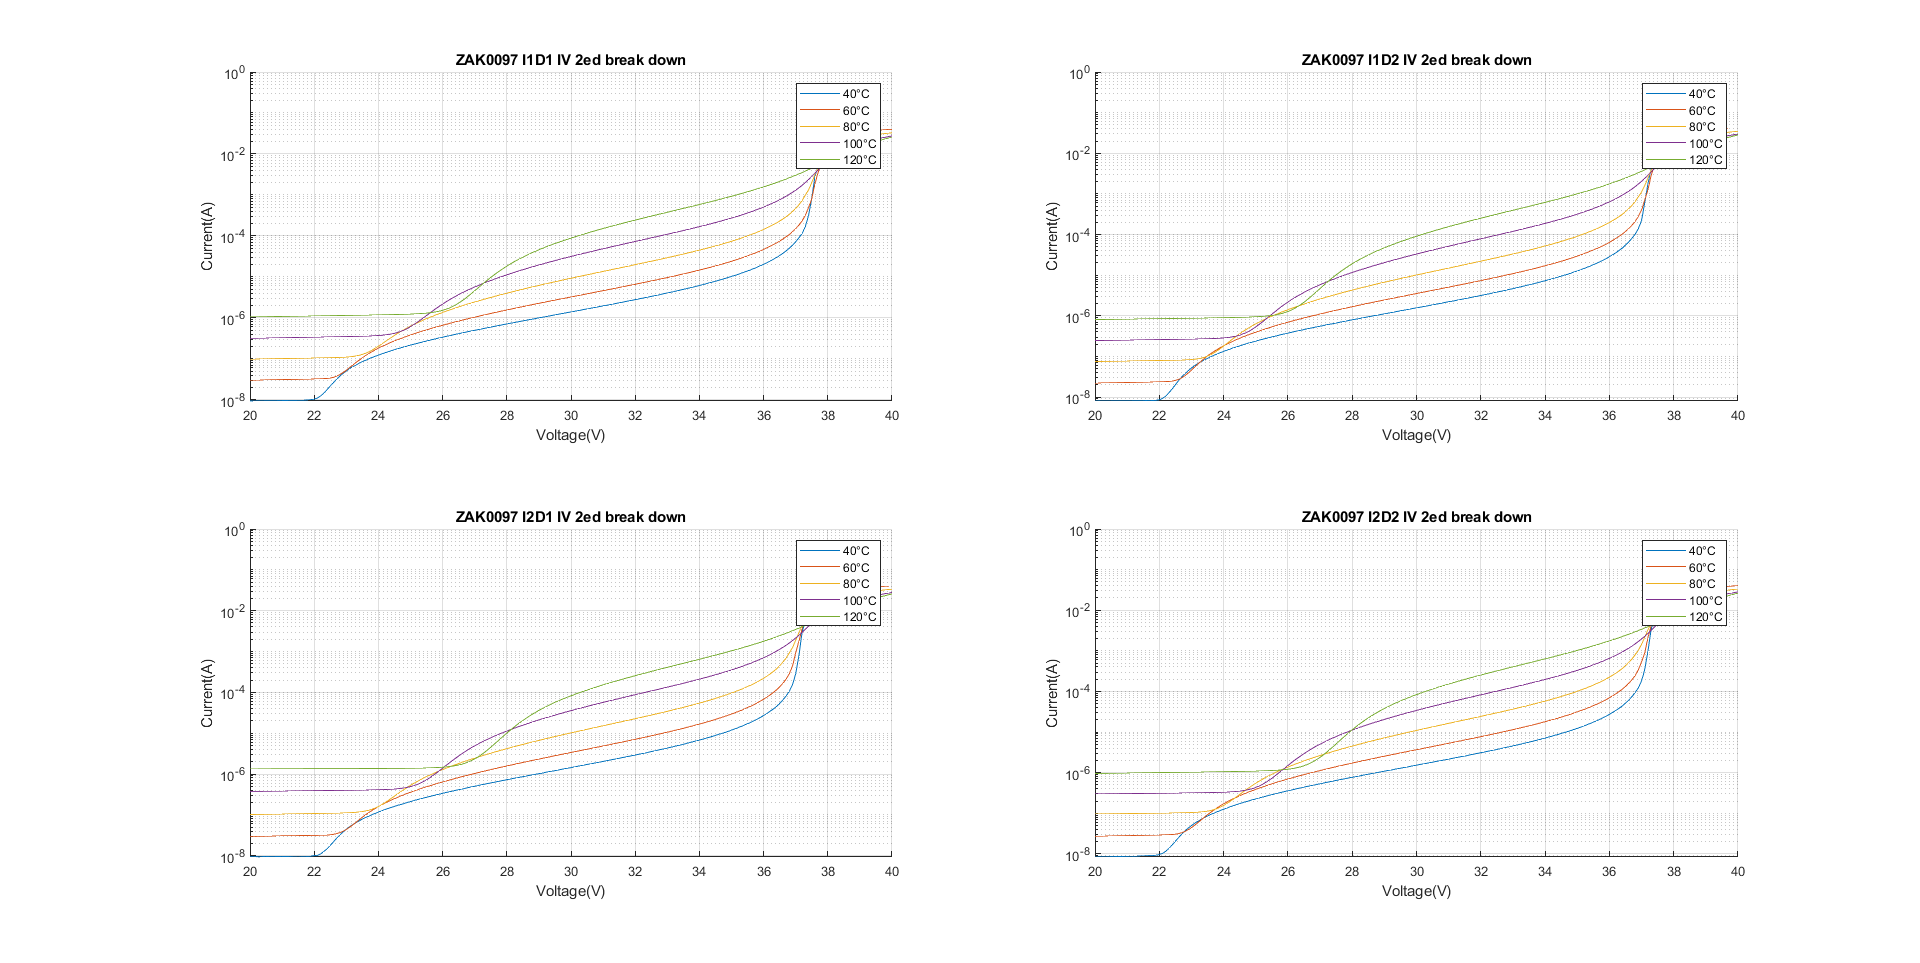 ZAK0097 I1D1 IV 2ed break down
10^0
10^-2
10^-4
10^-6
10^-8
Current(A)
40°C
60°C
80°C
100°C
120°C
20 22 24 26 28 30 32 34 36 38 40
Voltage(V)
ZAK0097 I1D2 IV 2ed break down
10^0
10^-2
10^-4
10^-6
10^-8
Current(A)
40°C
60°C
80°C
100°C
120°C
20 22 24 26 28 30 32 34 36 38 40
Voltage(V)
ZAK0097 I2D1 IV 2ed break down
10^0
10^-2
10^-4
10^-6
10^-8
Current(A)
40°C
60°C
80°C
100°C
120°C
20 22 24 26 28 30 32 34 36 38 40
Voltage(V)
ZAK0097 I2D2 IV 2ed break down
10^0
10^-2
10^-4
10^-6
10^-8
Current(A)
40°C
60°C
80°C
100°C
120°C
20 22 24 26 28 30 32 34 36 38 40
Voltage(V)